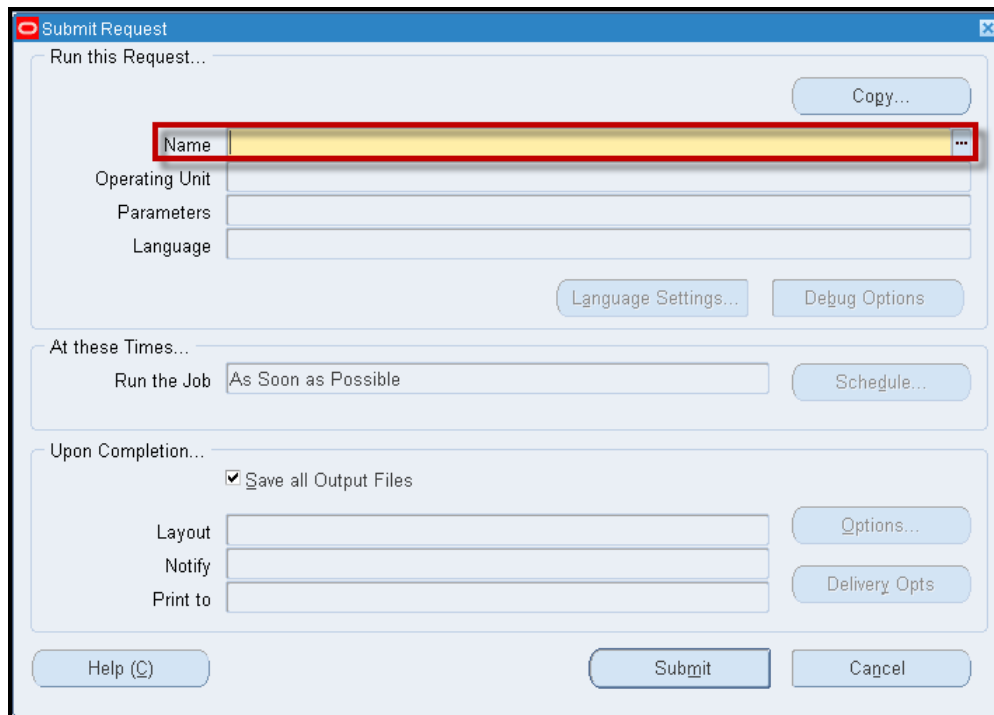 Submit Request
Run this Request...
Copy...
Name
...
Operating Unit
Parameters
Language
Language Settings...
Debug Options
At these Times...
Run the Job As Soon as Possible
Schedule...
Upon Completion...
Save all Output Files
Layout
Options...
Notify
Delivery Opts
Print to
Help (C)
Submit
Cancel